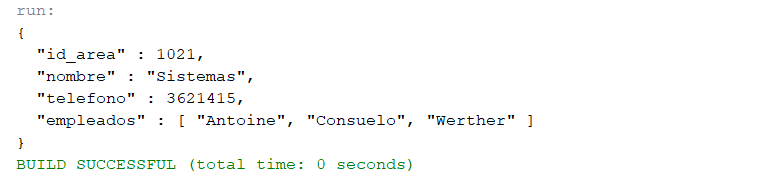 run:
{
  "id_area" : 1021,
  "nombre" : "Sistemas",
  "telefono" : 3621415,
  "empleados" : [ "Antoine", "Consuelo", "Werther" ]
}
BUILD SUCCESSFUL (total time: 0 seconds)